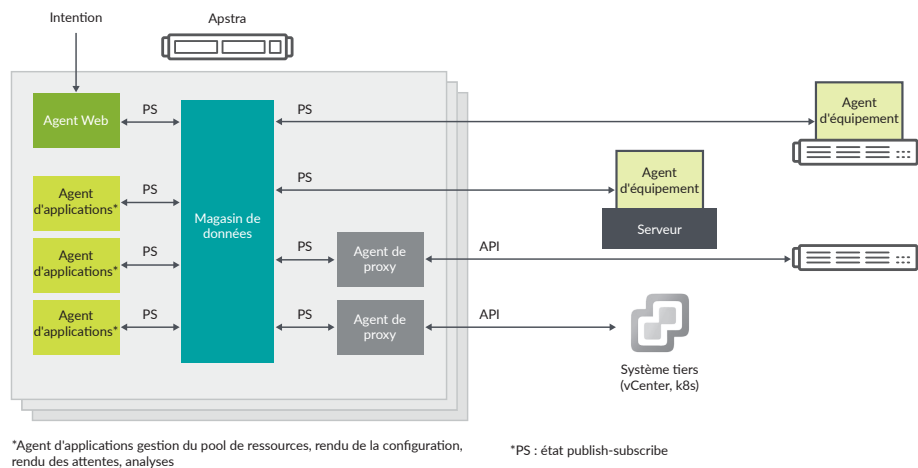 Intention
Apstra
Agent Web
PS
PS
Agent
d'équipement
Agent
d'applications*
PS
Magasin de
données
PS
Agent
d'équipement
Serveur
Agent
d'applications*
PS
PS
Agent de
proxy
API
Agent
d'applications*
PS
PS
Agent de
proxy
API
Système tiers
(vCenter, k8s)
*Agent d'applications gestion du pool de ressources, rendu de la configuration,
rendu des attentes, analyses
*PS : état publish-subscribe